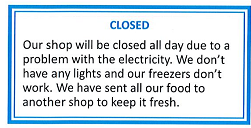 CLOSED
Our shop will be closed all day due to a
problem with the electricity. We don't
have any lights and our freezers don't
work. We have sent all our food to
another shop to keep it fresh.